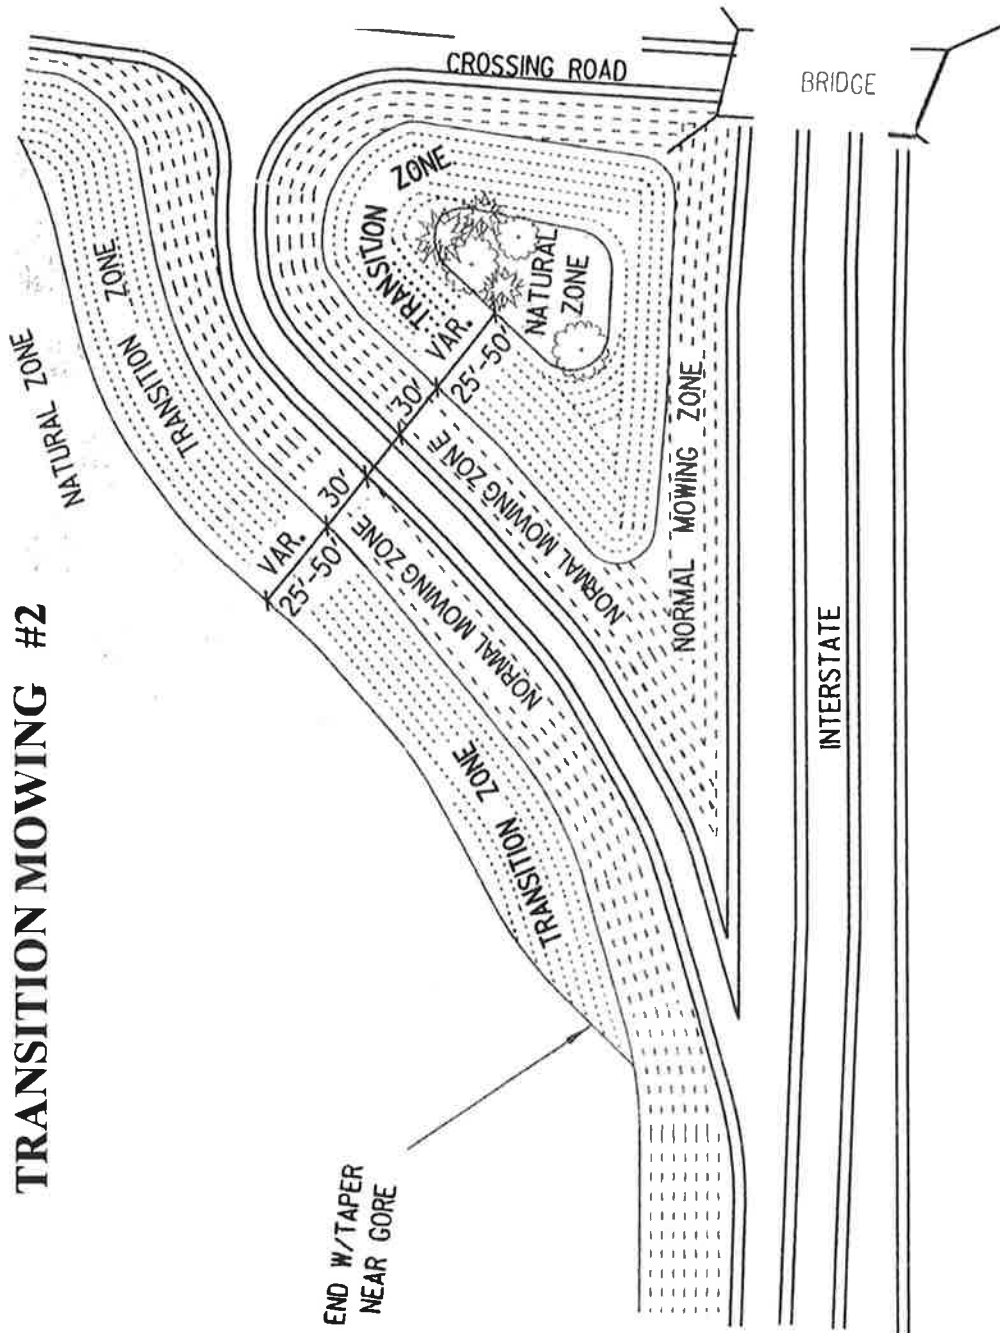 TRANSITION MOWING #2
NATURAL ZONE
TRANSITION ZONE
VAR.
25'-50'
30'
NORMAL MOWING ZONE
TRANSITION ZONE
END W/TAPER
NEAR GORE
CROSSING ROAD
BRIDGE
TRANSITION ZONE
NATURAL
ZONE
VAR.
25'-50'
30'
NORMAL MOWING ZONE
NORMAL MOWING ZONE
INTERSTATE